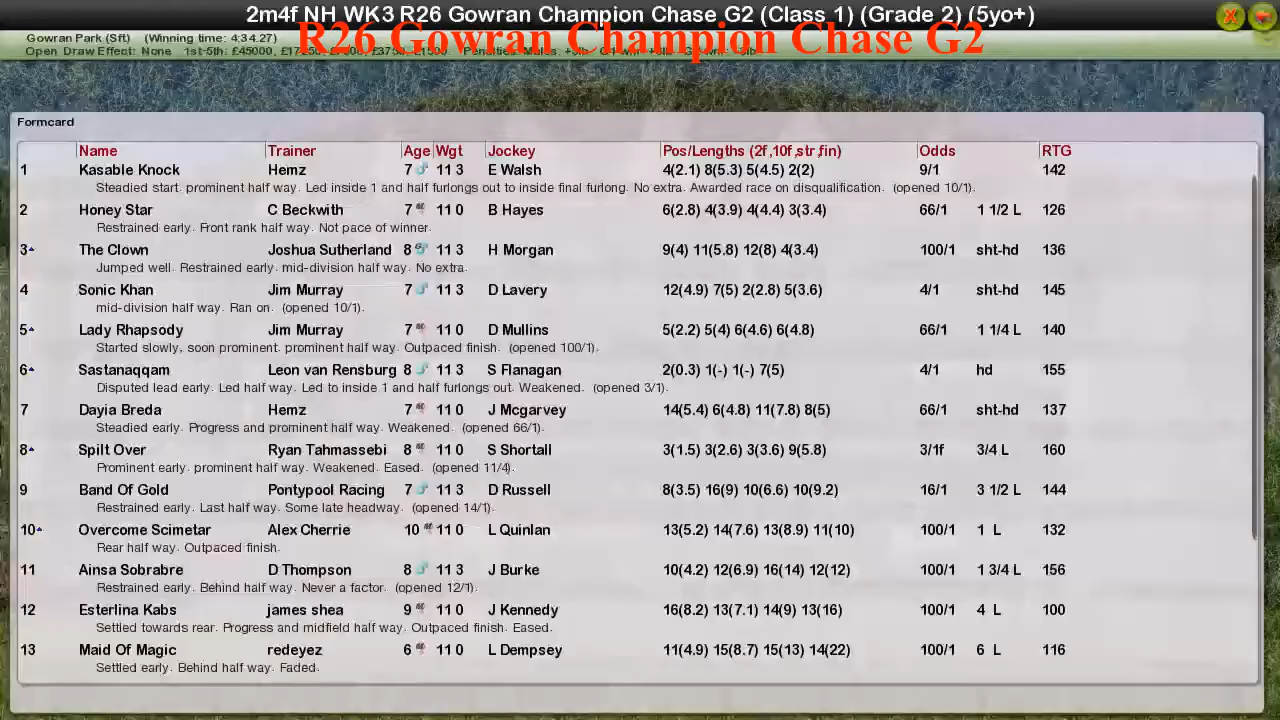 2m4f NH WK3 R26 Gowran Champion Chase G2 (Class 1) (Grade 2) (5yo+)
R26 Gowran Champion Chase G2
Gowran Park (Sft) (Winning time: 4:34.27)
Open Draw Effect: None 1st-5th: £45000,
Formcard
Name Trainer Age Wgt Jockey Pos/Lengths (2f,10f,str,fin) Odds RTG
1 Kasable Knock Hemz 7 11 3 E Walsh 4(2.1) 8(5.3) 5(4.5) 2(2) 9/1 142
Steadied start. prominent half way. Led inside 1 and half furlongs out to inside final furlong. No extra. Awarded race on disqualification. (opened 10/1).
2 Honey Star C Beckwith 7 11 0 B Hayes 6(2.8) 4(3.9) 4(4.4) 3(3.4) 66/1 1 1/2 L 126
Restrained early. Front rank half way. Not pace of winner.
3 The Clown Joshua Sutherland 8 11 3 H Morgan 9(4) 11(5.8) 12(8) 4(3.4) 100/1 sht-hd 136
Jumped well. Restrained early. mid-division half way. No extra.
4 Sonic Khan Jim Murray 7 11 3 D Lavery 12(4.9) 7(5) 2(2.8) 5(3.6) 4/1 sht-hd 145
mid-division half way. Ran on. (opened 10/1).
5 Lady Rhapsody Jim Murray 7 11 0 D Mullins 5(2.2) 5(4) 6(4.6) 6(4.8) 66/1 1 1/4 L 140
Started slowly, soon prominent. prominent half way. Outpaced finish. (opened 100/1).
6 Sastanaqqam Leon van Rensburg 8 11 3 S Flanagan 2(0.3) 1(-) 1(-) 7(5) 4/1 hd 155
Disputed lead early. Led half way. Led to inside 1 and half furlongs out. Weakened. (opened 3/1).
7 Dayia Breda Hemz 7 11 0 J Mcgarvey 14(5.4) 6(4.8) 11(7.8) 8(5) 66/1 sht-hd 137
Steadied early. Progress and prominent half way. Weakened. (opened 66/1).
8 Spilt Over Ryan Tahmassebi 8 11 0 S Shortall 3(1.5) 3(2.6) 3(3.6) 9(5.8) 3/1f 3/4 L 160
Prominent early. prominent half way. Weakened. Eased. (opened 11/4).
9 Band Of Gold Pontypool Racing 7 11 3 D Russell 8(3.5) 16(9) 10(6.6) 10(9.2) 16/1 3 1/2 L 144
Restrained early. Last half way. Some late headway. (opened 14/1).
10 Overcome Scimetar Alex Cherrie 10 11 0 L Quinlan 13(5.2) 14(7.6) 13(8.9) 11(10) 100/1 1 L 132
Rear half way. Outpaced finish.
11 Ainsa Sobrabre D Thompson 8 11 3 J Burke 10(4.2) 12(6.9) 16(14) 12(12) 100/1 1 3/4 L 156
Restrained early. Behind half way. Never a factor. (opened 12/1).
12 Esterlina Kabs james shea 9 11 0 J Kennedy 16(8.2) 13(7.1) 14(9) 13(16) 100/1 4 L 100
Settled towards rear. Progress and midfield half way. Outpaced finish. Eased.
13 Maid Of Magic redeyez 6 11 0 L Dempsey 11(4.9) 15(8.7) 15(13) 14(22) 100/1 6 L 116
Settled early. Behind half way. Faded.